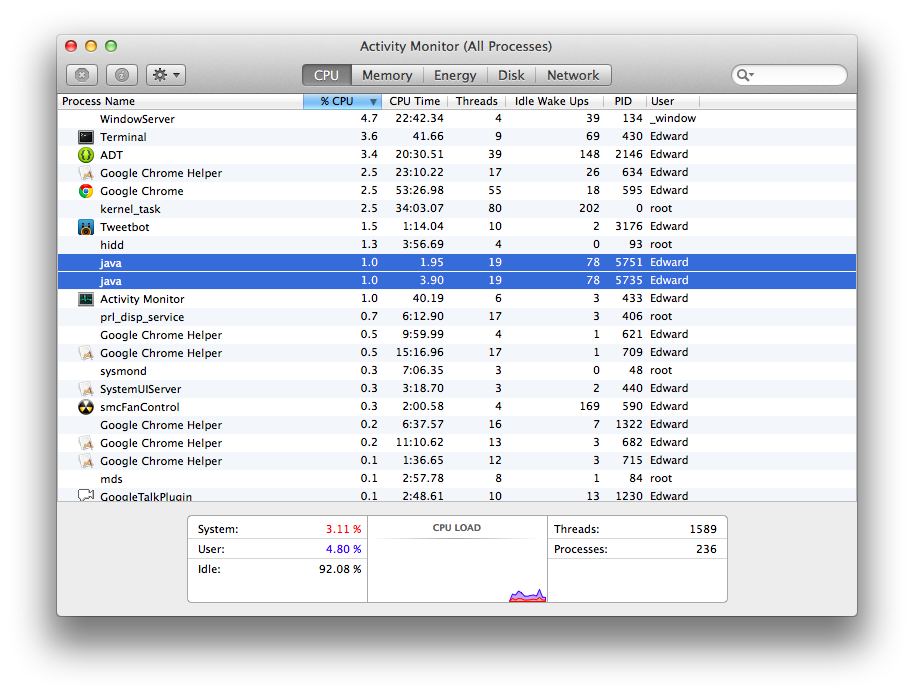 Activity Monitor (All Processes)
CPU Memory Energy Disk Network
Process Name % CPU CPU Time Threads Idle Wake Ups PID User
WindowServer 4.7 22:42.34 4 39 134 _window
Terminal 3.6 41.66 9 69 430 Edward
ADT 3.4 20:30.51 39 148 2146 Edward
Google Chrome Helper 2.5 23:10.22 17 26 634 Edward
Google Chrome 2.5 53:26.98 55 18 595 Edward
kernel_task 2.5 34:03.07 80 202 0 root
Tweetbot 1.5 1:14.04 10 2 3176 Edward
hidd 1.3 3:56.69 4 0 93 root
java 1.0 1.95 19 78 5751 Edward
java 1.0 3.90 19 78 5735 Edward
Activity Monitor 1.0 40.19 6 3 433 Edward
prl_disp_service 0.7 6:12.90 17 3 406 root
Google Chrome Helper 0.5 9:59.99 4 1 621 Edward
Google Chrome Helper 0.5 15:16.96 17 1 709 Edward
sysmond 0.3 7:06.35 3 0 48 root
SystemUIServer 0.3 3:18.70 3 2 440 Edward
smcFanControl 0.3 2:00.58 4 169 590 Edward
Google Chrome Helper 0.2 6:37.57 16 7 1322 Edward
Google Chrome Helper 0.2 11:10.62 13 3 682 Edward
Google Chrome Helper 0.1 1:36.65 12 3 715 Edward
mds 0.1 2:57.78 8 1 84 root
GoogleTalkPlugin 0.1 2:48.61 10 13 1230 Edward
System: 3.11 % CPU LOAD Threads: 1589
User: 4.80 % Processes: 236
Idle: 92.08 %